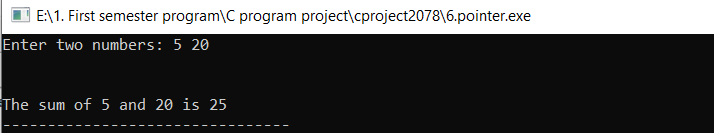 E:\1. First semester program\C program project\cproject2078\6.pointer.exe
Enter two numbers: 5 20
The sum of 5 and 20 is 25
--------------------------------